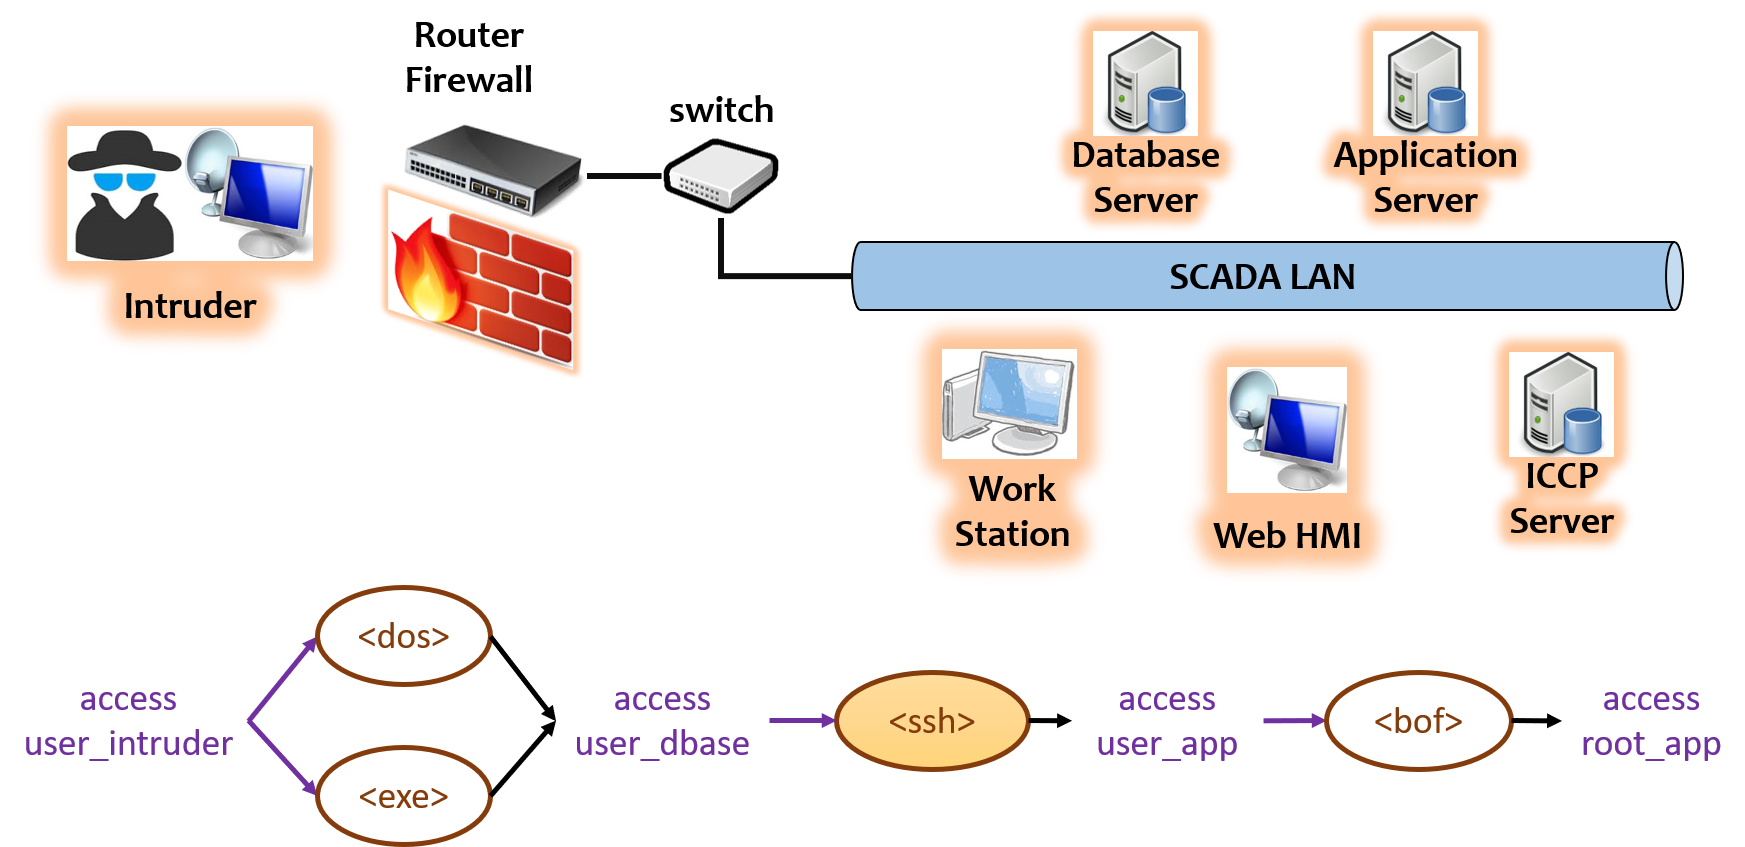 Router
Firewall
switch
Intruder
Database
Server
Application
Server
SCADA LAN
Work
Station
Web HMI
ICCP
Server
<dos>
<exe>
access
user_intruder
access
user_dbase
<ssh>
access
user_app
<bof>
access
root_app